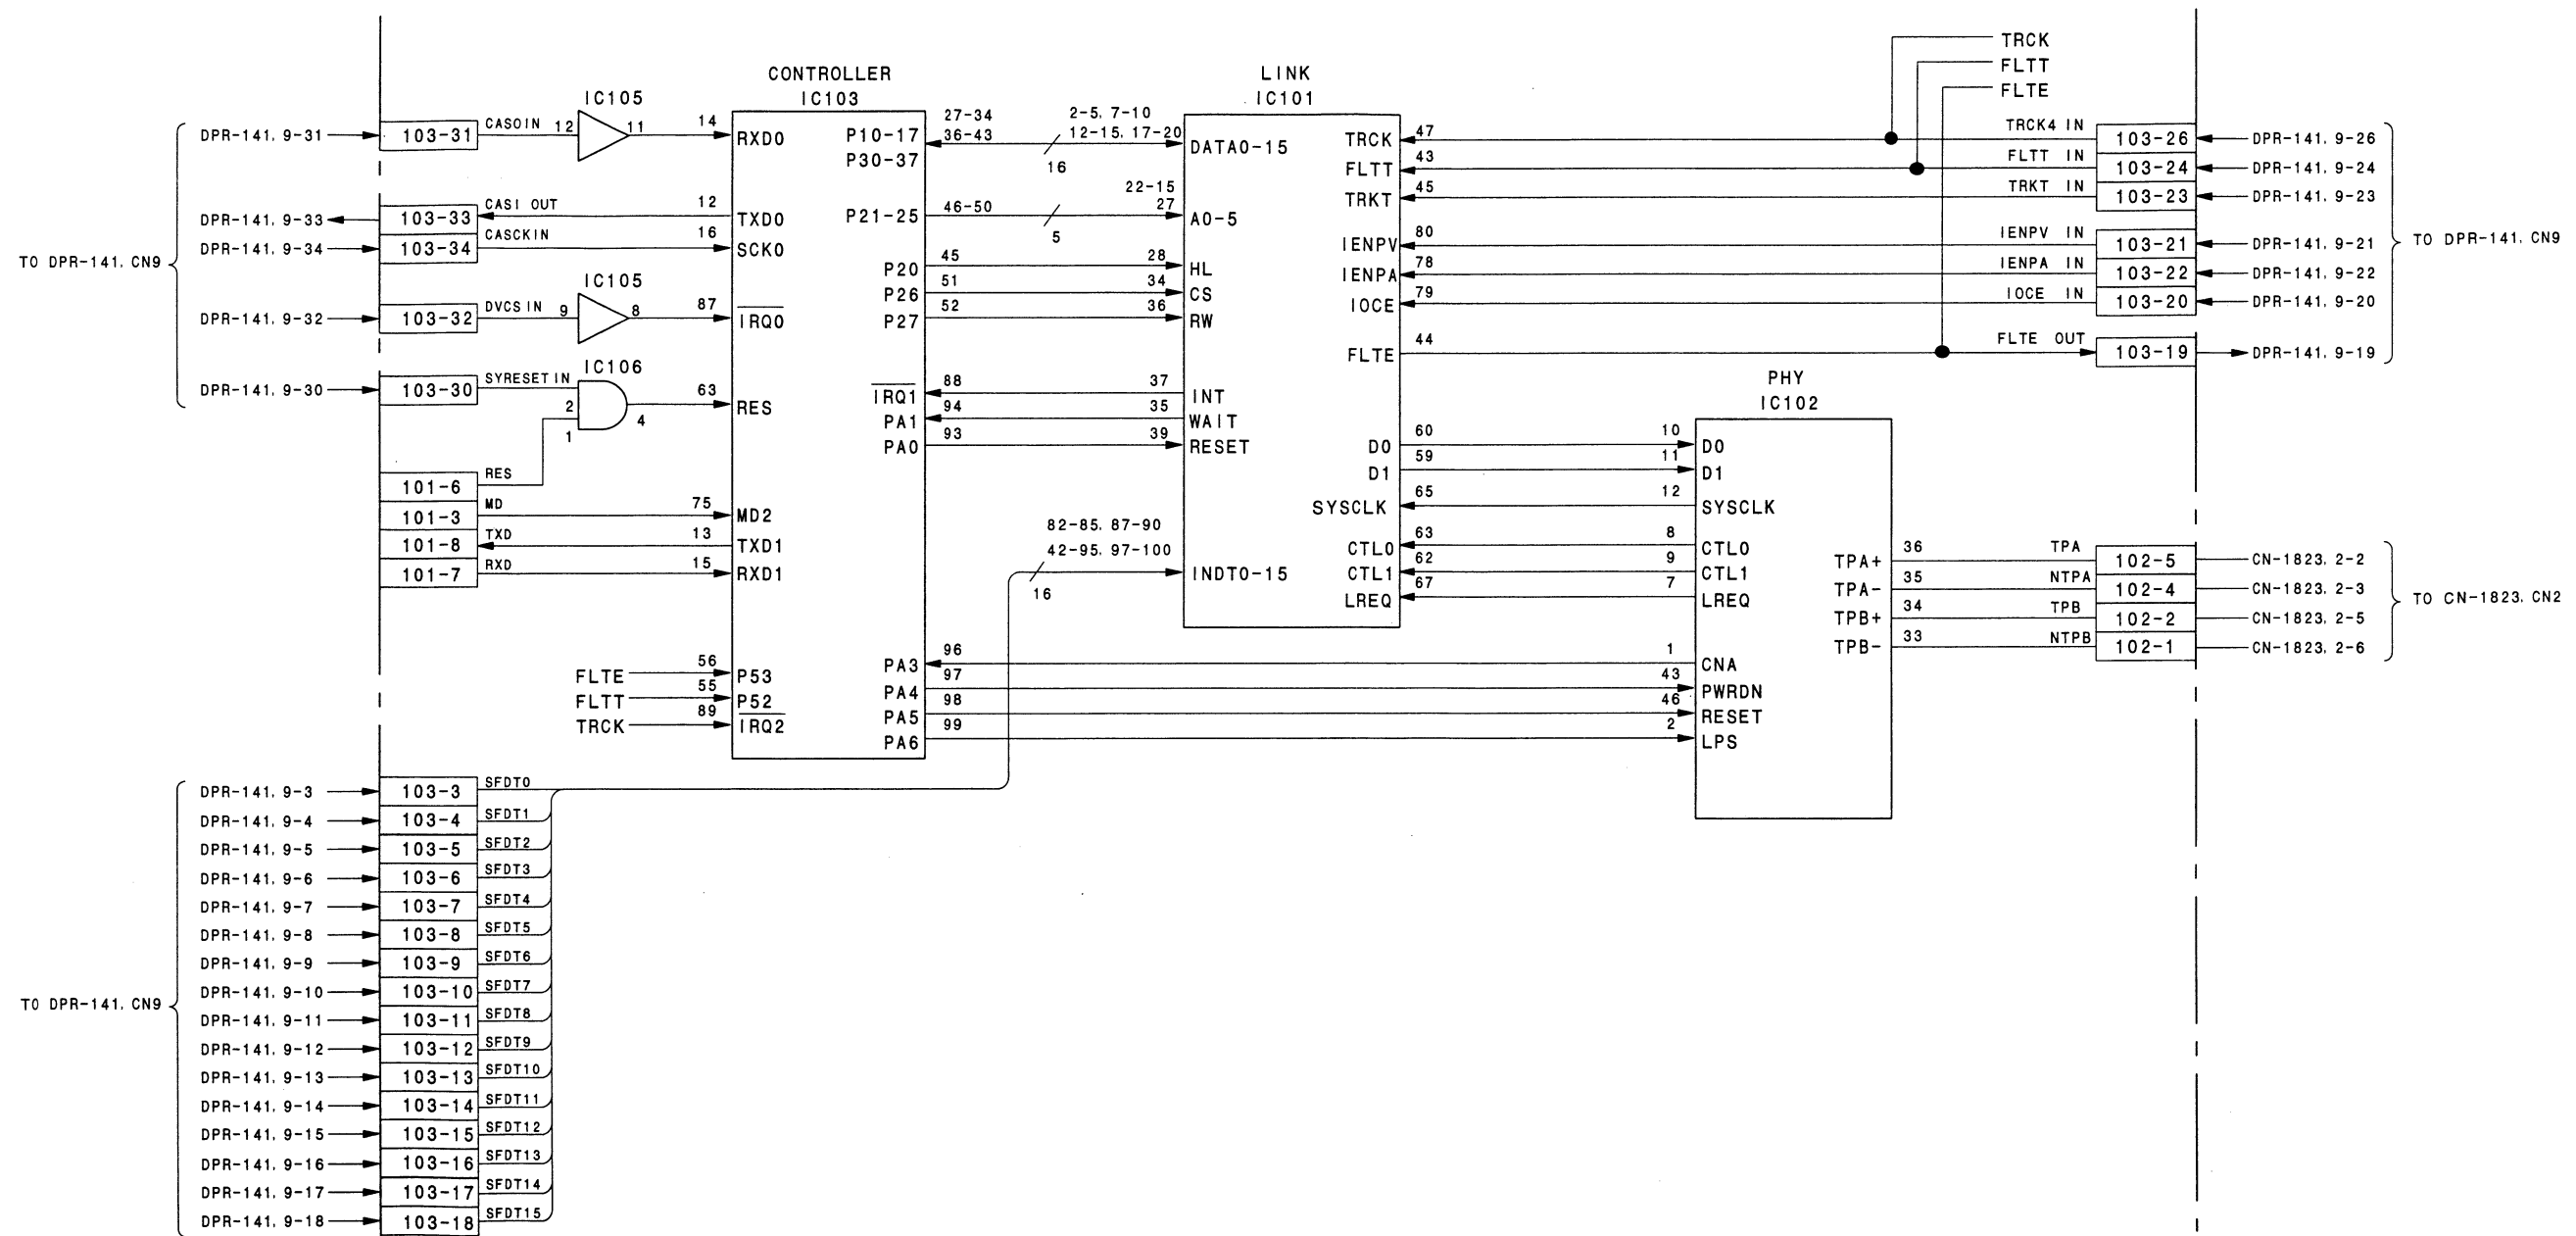 TO DPR-141. CN9
DPR-141. 9-31
103-31
CASOIN
12
IC105
11
14
DPR-141. 9-33
103-33
CASI OUT
12
DPR-141. 9-34
103-34
CASCKIN
16
DPR-141. 9-32
103-32
DVCSIN
9
IC105
8
87
DPR-141. 9-30
103-30
SYRESETIN
IC106
2
1
4
63
101-6
RES
101-3
MD
75
101-8
TXD
13
101-7
RXD
15
FLTE
56
FLTT
55
TRCK
89
CONTROLLER
IC103
RXD0
TXD0
SCK0
IRQ0
RES
MD2
TXD1
RXD1
P53
P52
IRQ2
P10-17
P30-37
P21-25
P20
P26
P27
IRQ1
PA1
PA0
PA3
PA4
PA5
PA6
27-34
36-43
2-5. 7-10
12-15. 17-20
16
46-50
22-15
27
5
45
28
51
34
52
36
88
37
94
35
93
39
82-85. 87-90
42-95. 97-100
16
96
1
97
43
98
46
99
2
LINK
IC101
DATA0-15
A0-5
HL
CS
RW
INT
WAIT
RESET
INDT0-15
TRCK
FLTT
TRKT
IENPV
IENPA
IOCE
FLTE
D0
D1
SYSCLK
CTL0
CTL1
LREQ
47
43
45
80
78
79
44
60
10
59
11
65
12
63
8
62
9
67
7
PHY
IC102
D0
D1
SYSCLK
CTL0
CTL1
LREQ
CNA
PWRDN
RESET
LPS
TPA+
TPA-
TPB+
TPB-
TRCK
FLTT
FLTE
TRCK4 IN
103-26
DPR-141. 9-26
FLTT IN
103-24
DPR-141. 9-24
TRKT IN
103-23
DPR-141. 9-23
IENPV IN
103-21
DPR-141. 9-21
IENPA IN
103-22
DPR-141. 9-22
IOCE IN
103-20
DPR-141. 9-20
FLTE OUT
103-19
DPR-141. 9-19
TO DPR-141. CN9
36
TPA
102-5
CN-1823. 2-2
35
NTPA
102-4
CN-1823. 2-3
34
TPB
102-2
CN-1823. 2-5
33
NTPB
102-1
CN-1823. 2-6
TO CN-1823. CN2
TO DPR-141. CN9
DPR-141. 9-3
103-3
SFDT0
DPR-141. 9-4
103-4
SFDT1
DPR-141. 9-5
103-5
SFDT2
DPR-141. 9-6
103-6
SFDT3
DPR-141. 9-7
103-7
SFDT4
DPR-141. 9-8
103-8
SFDT5
DPR-141. 9-9
103-9
SFDT6
DPR-141. 9-10
103-10
SFDT7
DPR-141. 9-11
103-11
SFDT8
DPR-141. 9-12
103-12
SFDT9
DPR-141. 9-13
103-13
SFDT10
DPR-141. 9-14
103-14
SFDT11
DPR-141. 9-15
103-15
SFDT12
DPR-141. 9-16
103-16
SFDT13
DPR-141. 9-17
103-17
SFDT14
DPR-141. 9-18
103-18
SFDT15